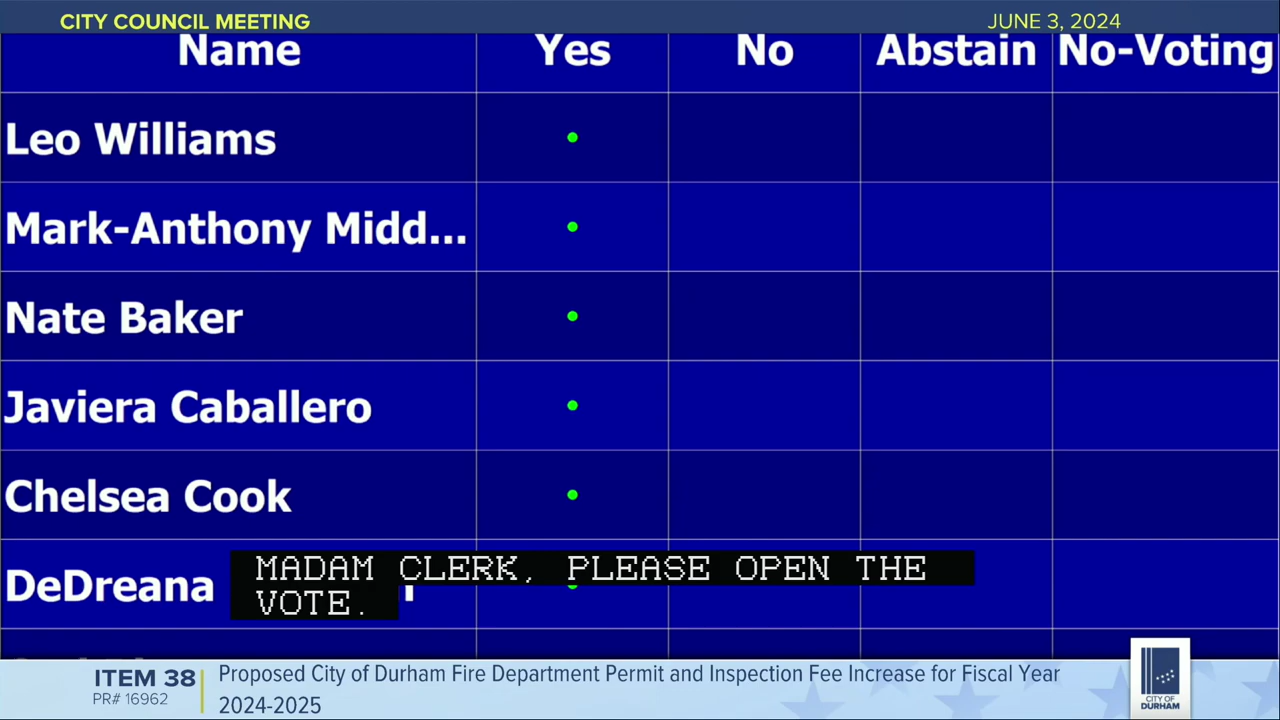 CITY COUNCIL MEETING JUNE 3, 2024
Name Yes No Abstain No-Voting
Leo Williams
Mark-Anthony Midd...
Nate Baker
Javiera Caballero
Chelsea Cook
DeDreana
MADAM CLERK, PLEASE OPEN THE
VOTE.
ITEM 38
PR# 16962
Proposed City of Durham Fire Department Permit and Inspection Fee Increase for Fiscal Year
2024-2025
CITY OF
DURHAM